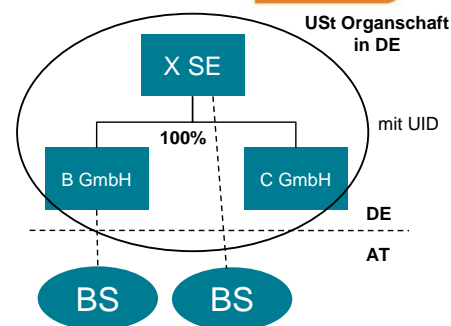 USt Organschaft
in DE
X SE
mit UID
100%
B GmbH
C GmbH
DE
AT
BS
BS